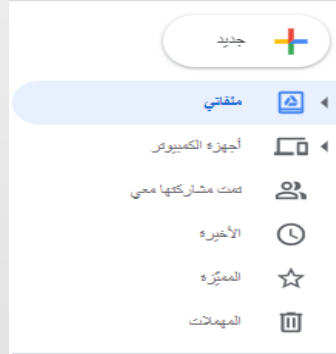 جديد
ملفاتي
أجهزة الكمبيوتر
تمت مشاركتها معي
الأخيرة
المميّزة
المهملات